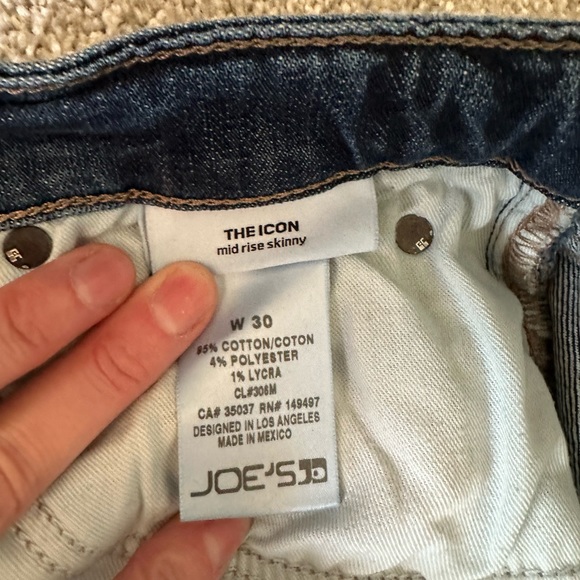 THE ICON
mid rise skinny
W 30
95% COTTON/COTON
4% POLYESTER
1% LYCRA
CL#306M
CA# 35037 RN# 149497
DESIGNED IN LOS ANGELES
MADE IN MEXICO
JOE'S